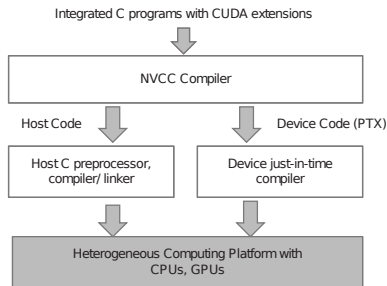 Integrated C programs with CUDA extensions
NVCC Compiler
Host Code
Device Code (PTX)
Host C preprocessor,
compiler/ linker
Device just-in-time
compiler
Heterogeneous Computing Platform with
CPUs, GPUs